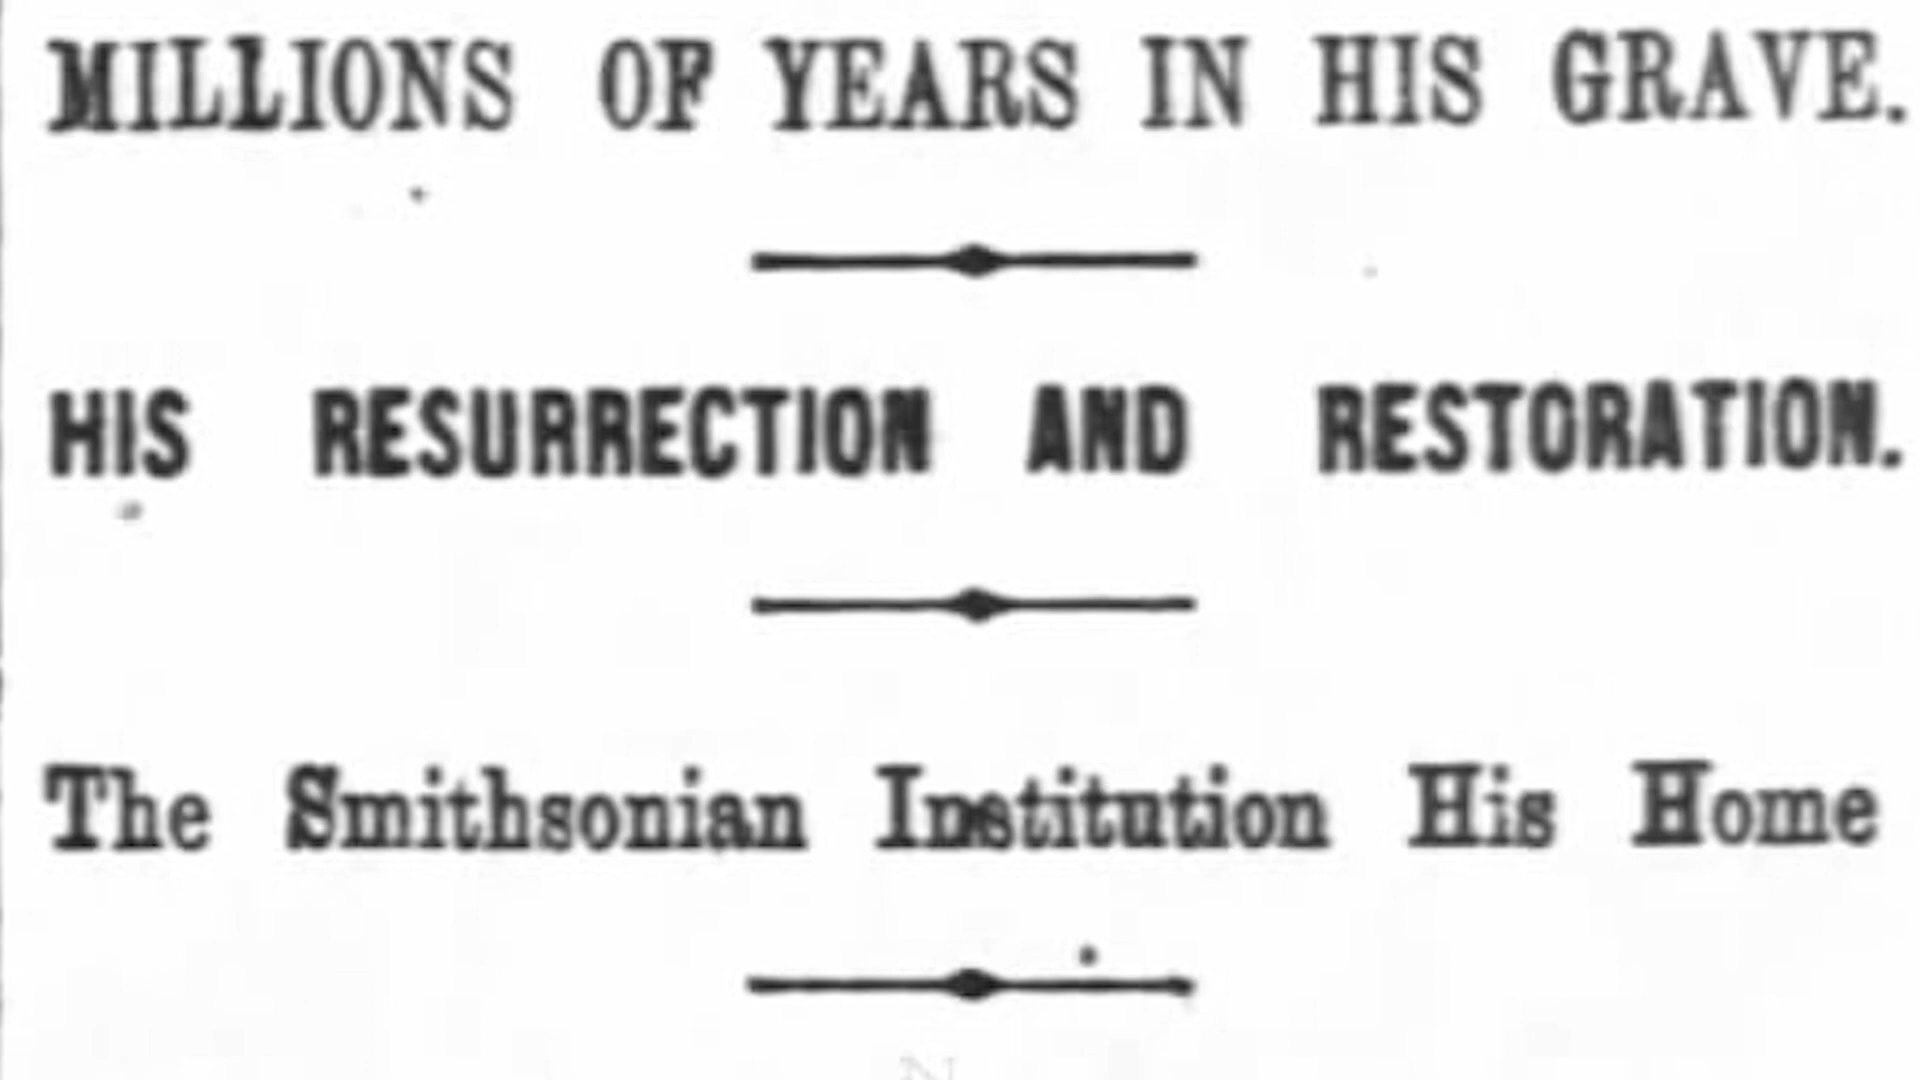 MILLIONS OF YEARS IN HIS GRAVE.
HIS RESURRECTION AND RESTORATION.
The Smithsonian Institution His Home